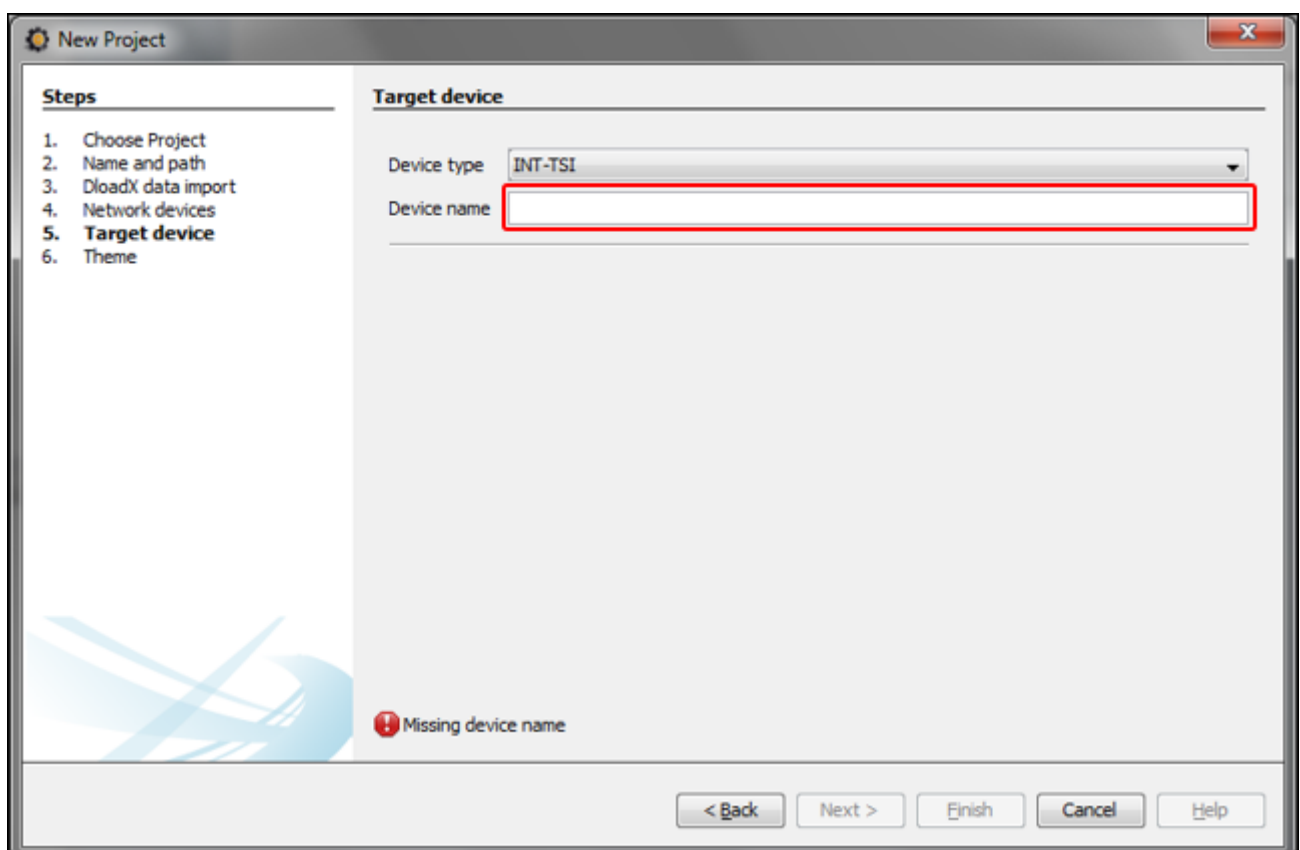 New Project
Steps
1. Choose Project
2. Name and path
3. DloadX data import
4. Network devices
5. Target device
6. Theme
Target device
Device type INT-TSI
Device name
Missing device name
< Back Next > Finish Cancel Help